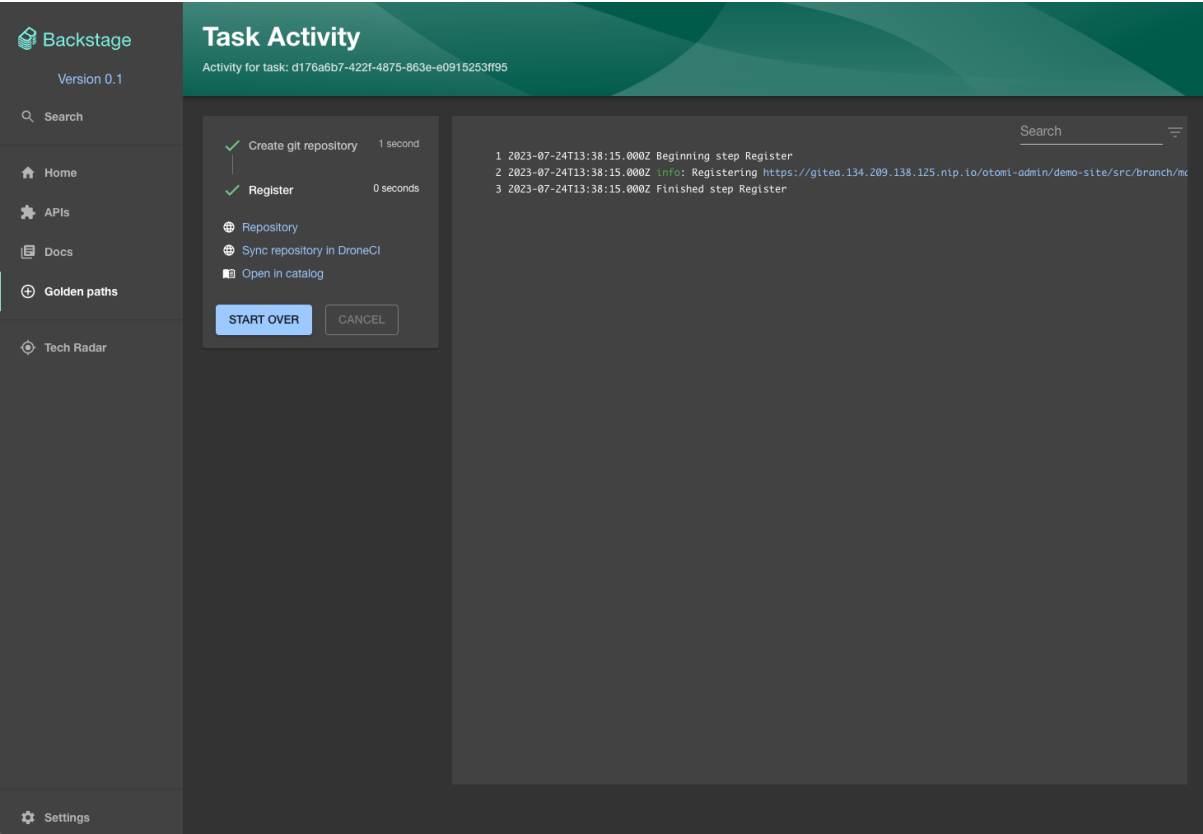 Backstage
Version 0.1
Search
Home
APIs
Docs
Golden paths
Tech Radar
Settings
Task Activity
Activity for task: d176a6b7-422f-4875-863e-e0915253ff95
Create git repository 1 second
Register 0 seconds
Repository
Sync repository in DroneCI
Open in catalog
START OVER CANCEL
Search
1 2023-07-24T13:38:15.000Z Beginning step Register
2 2023-07-24T13:38:15.000Z info: Registering https://gitea.134.209.138.125.nip.io/otomi-admin/demo-site/src/branch/
3 2023-07-24T13:38:15.000Z Finished step Register